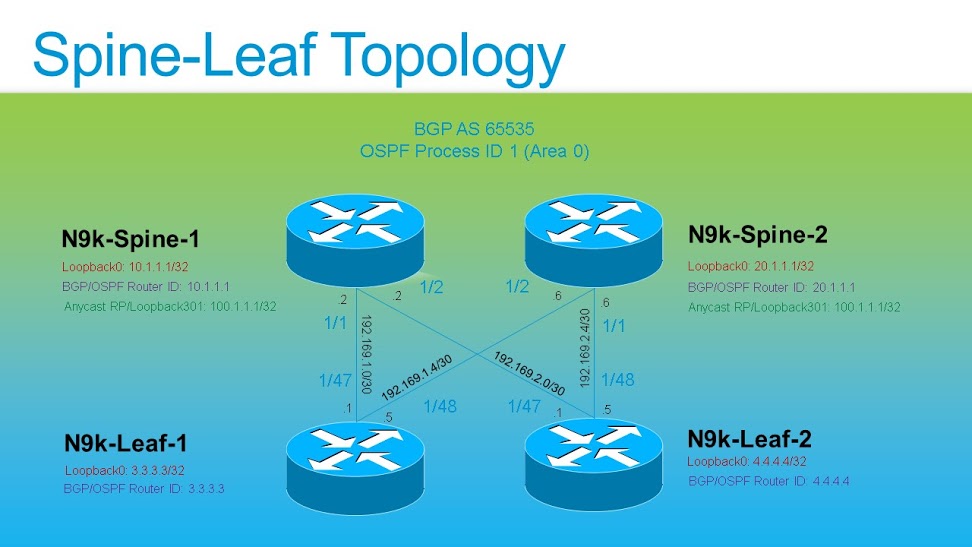 Spine-Leaf Topology
BGP AS 65535
OSPF Process ID 1 (Area 0)
N9k-Spine-1
Loopback0: 10.1.1.1/32
BGP/OSPF Router ID: 10.1.1.1
Anycast RP/Loopback301: 100.1.1.1/32
N9k-Spine-2
Loopback0: 20.1.1.1/32
BGP/OSPF Router ID: 20.1.1.1
Anycast RP/Loopback301: 100.1.1.1/32
.2
.2
1/2
1/2
.6
.6
1/1
1/1
192.169.1.0/30
192.169.1.4/30
192.169.2.0/30
192.169.2.4/30
1/47
1/48
.1
.5
1/48
1/47
.1
.5
N9k-Leaf-1
Loopback0: 3.3.3.3/32
BGP/OSPF Router ID: 3.3.3.3
N9k-Leaf-2
Loopback0: 4.4.4.4/32
BGP/OSPF Router ID: 4.4.4.4